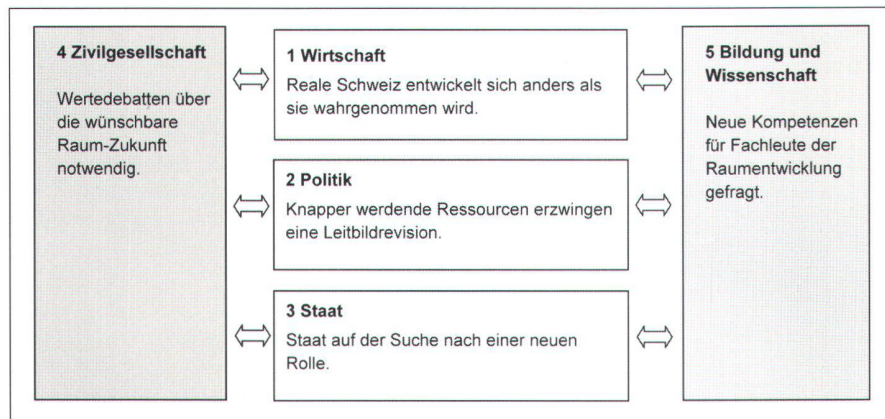 4 Zivilgesellschaft
Wertedebatten über
die wünschbare
Raum-Zukunft
notwendig.
1 Wirtschaft
Reale Schweiz entwickelt sich anders als
sie wahrgenommen wird.
2 Politik
Knapper werdende Ressourcen erzwingen
eine Leitbildrevision.
3 Staat
Staat auf der Suche nach einer neuen
Rolle.
5 Bildung und
Wissenschaft
Neue Kompetenzen
für Fachleute der
Raumentwicklung
gefragt.